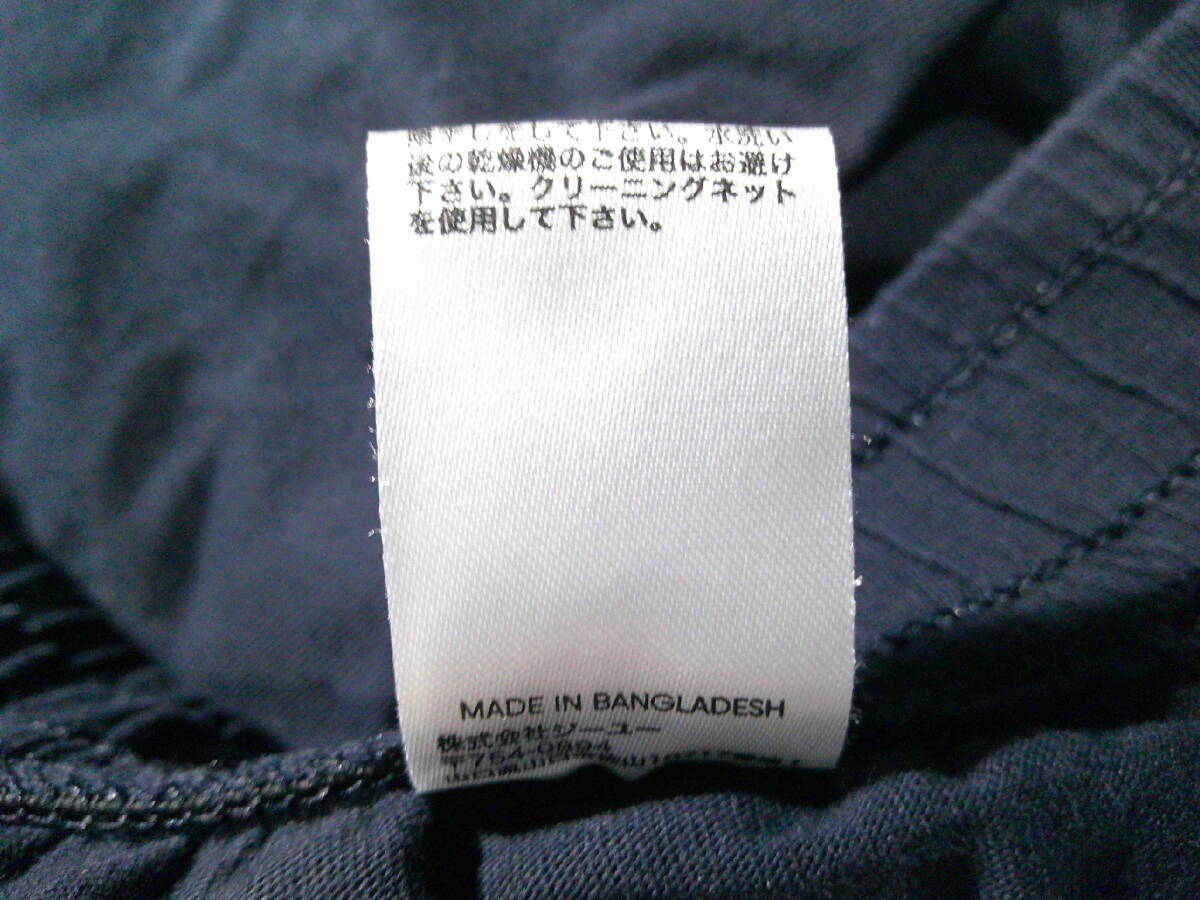 陰干しをして下さい。水洗い
後の乾燥機のご使用はお避け
下さい。クリーニングネット
を使用して下さい。
MADE IN BANGLADESH
株式会社ジーユー
〒754-0894